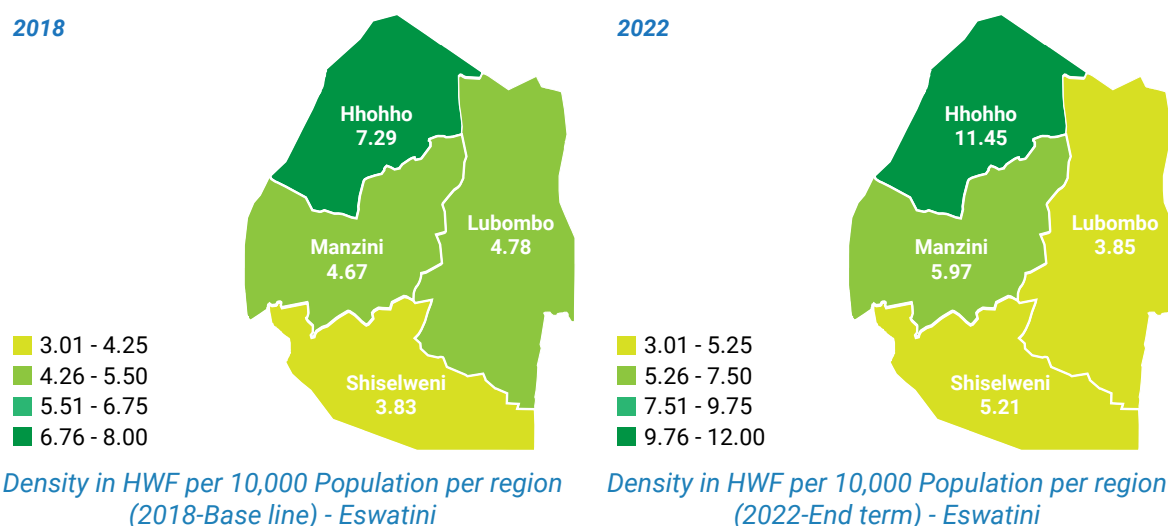 2018
Hhohho
7.29
Lubombo
4.78
Manzini
4.67
Shiselweni
3.83
3.01 - 4.25
4.26 - 5.50
5.51 - 6.75
6.76 - 8.00
Density in HWF per 10,000 Population per region
(2018-Base line) - Eswatini
2022
Hhohho
11.45
Lubombo
3.85
Manzini
5.97
Shiselweni
5.21
3.01 - 5.25
5.26 - 7.50
7.51 - 9.75
9.76 - 12.00
Density in HWF per 10,000 Population per region
(2022-End term) - Eswatini